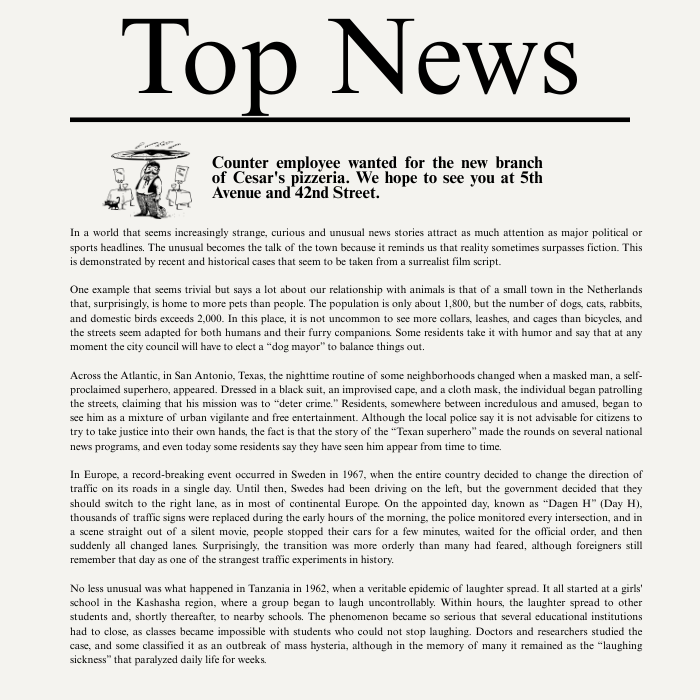 Top News
Counter employee wanted for the new branch
of Cesar's pizzeria. We hope to see you at 5th
Avenue and 42nd Street.
In a world that seems increasingly strange, curious and unusual news stories attract as much attention as major political or
sports headlines. The unusual becomes the talk of the town because it reminds us that reality sometimes surpasses fiction. This
is demonstrated by recent and historical cases that seem to be taken from a surrealist film script.
One example that seems trivial but says a lot about our relationship with animals is that of a small town in the Netherlands
that, surprisingly, is home to more pets than people. The population is only about 1,800, but the number of dogs, cats, rabbits,
and domestic birds exceeds 2,000. In this place, it is not uncommon to see more collars, leashes, and cages than bicycles, and
the streets seem adapted for both humans and their furry companions. Some residents take it with humor and say that at any
moment the city council will have to elect a “dog mayor” to balance things out.
Across the Atlantic, in San Antonio, Texas, the nighttime routine of some neighborhoods changed when a masked man, a self-
proclaimed superhero, appeared. Dressed in a black suit, an improvised cape, and a cloth mask, the individual began patrolling
the streets, claiming that his mission was to “deter crime.” Residents, somewhere between incredulous and amused, began to
see him as a mixture of urban vigilante and free entertainment. Although the local police say it is not advisable for citizens to
try to take justice into their own hands, the fact is that the story of the “Texan superhero” made the rounds on several national
news programs, and even today some residents say they have seen him appear from time to time.
In Europe, a record-breaking event occurred in Sweden in 1967, when the entire country decided to change the direction of
traffic on its roads in a single day. Until then, Swedes had been driving on the left, but the government decided that they
should switch to the right lane, as in most of continental Europe. On the appointed day, known as “Dagen H” (Day H),
thousands of traffic signs were replaced during the early hours of the morning, the police monitored every intersection, and in
a scene straight out of a silent movie, people stopped their cars for a few minutes, waited for the official order, and then
suddenly all changed lanes. Surprisingly, the transition was more orderly than many had feared, although foreigners still
remember that day as one of the strangest traffic experiments in history.
No less unusual was what happened in Tanzania in 1962, when a veritable epidemic of laughter spread. It all started at a girls'
school in the Kashasha region, where a group began to laugh uncontrollably. Within hours, the laughter spread to other
students and, shortly thereafter, to nearby schools. The phenomenon became so serious that several educational institutions
had to close, as classes became impossible with students who could not stop laughing. Doctors and researchers studied the
case, and some classified it as an outbreak of mass hysteria, although in the memory of many it remained as the “laughing
sickness” that paralyzed daily life for weeks.